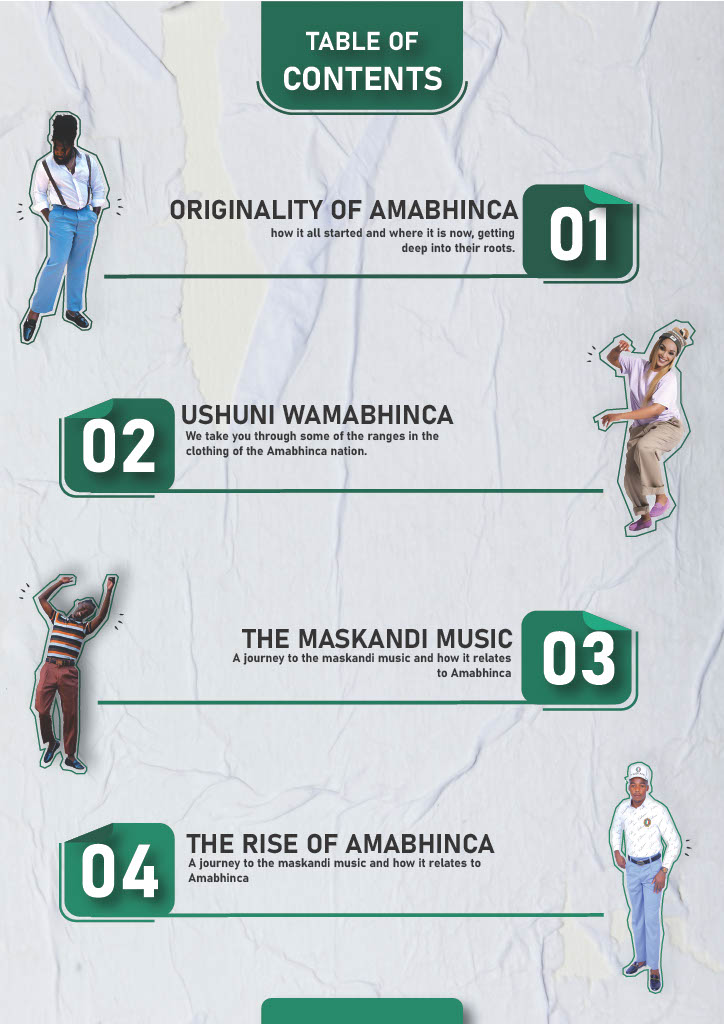 TABLE OF
CONTENTS
ORIGINALITY OF AMABHINCA
how it all started and where it is now, getting
deep into their roots.
01
02
USHUNI WAMABHINCA
We take you through some of the ranges in the
clothing of the Amabhinca nation.
THE MASKANDI MUSIC
A journey to the maskandi music and how it relates
to Amabhinca
03
04
THE RISE OF AMABHINCA
A journey to the maskandi music and how it relates to
Amabhinca